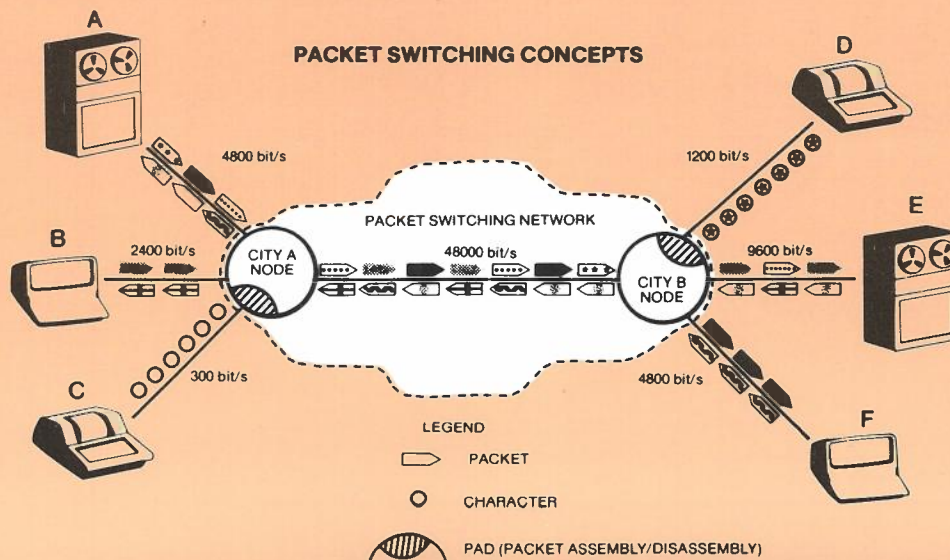 A
PACKET SWITCHING CONCEPTS
D
4800 bit/s
1200 bit/s
PACKET SWITCHING NETWORK
E
B
2400 bit/s
CITY A
NODE
48000 bit/s
CITY B
NODE
9600 bit/s
300 bit/s
4800 bit/s
C
F
LEGEND
PACKET
CHARACTER
PAD (PACKET ASSEMBLY/DISASSEMBLY)